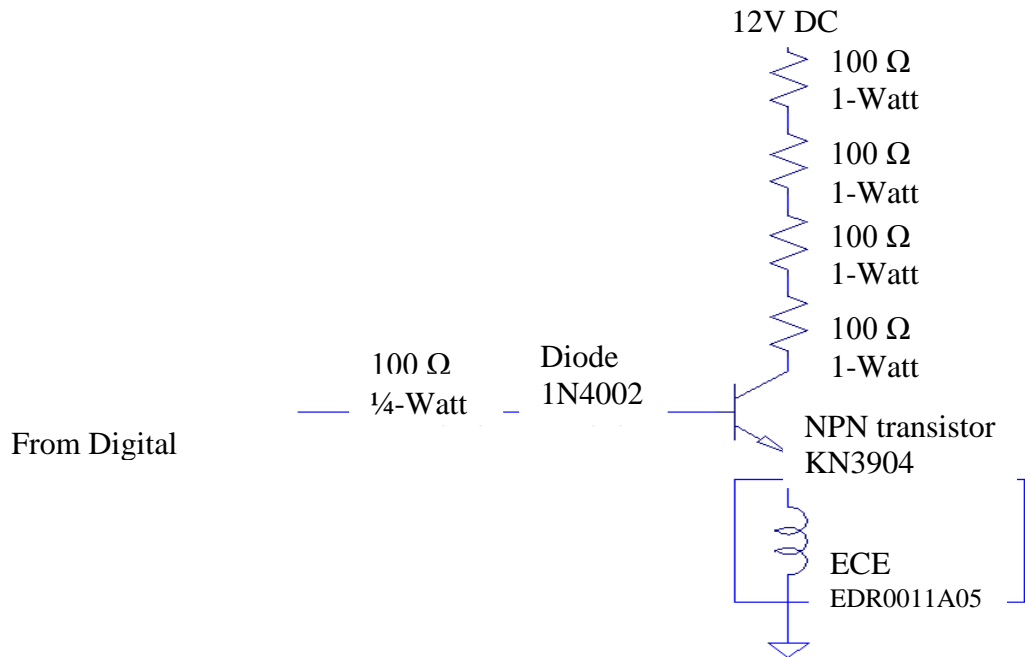 12V DC
100 Ω
1-Watt
100 Ω
1-Watt
100 Ω
1-Watt
100 Ω
1-Watt
100 Ω
¼-Watt
Diode
1N4002
From Digital
NPN transistor
KN3904
ECE
EDR0011A05